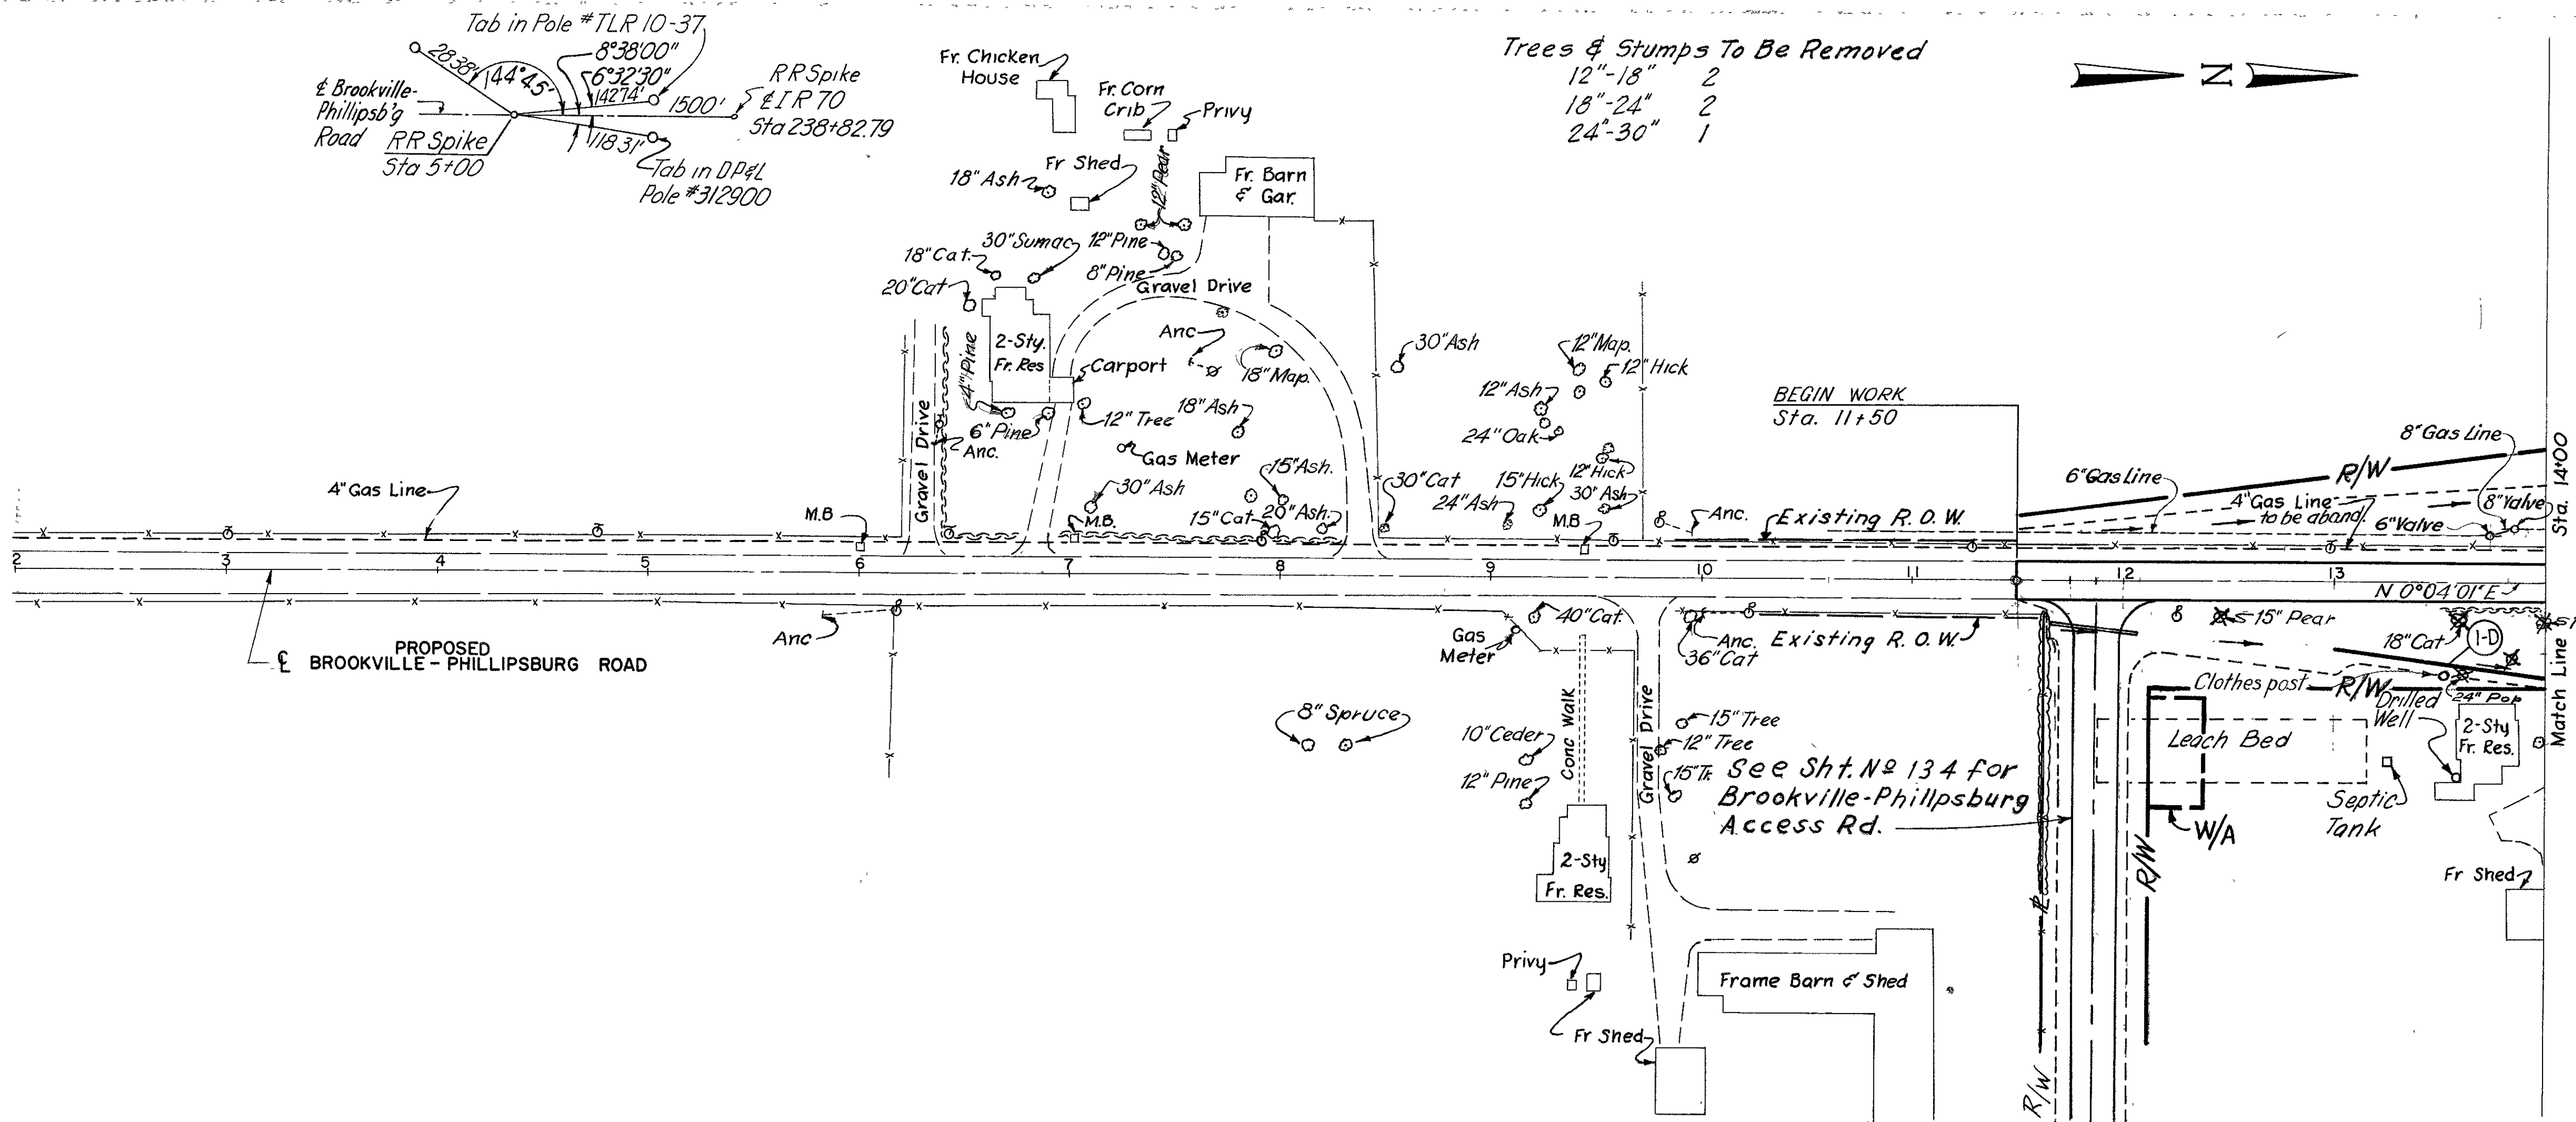 Tab in Pole #TLR 10-37
8°38'00"
6°32'30"
142.74'
28.38'
144°45'
1500'
118.31'
RR Spike
℄ I R 70
Sta 238+82.79
℄ Brookville-
Phillipsb'g
Road
RR Spike
Sta 5+00
Tab in DP&L
Pole #312900
Fr. Chicken
House
Fr. Corn
Crib
Privy
Fr Shed
18" Ash
12" Pear
Fr. Barn
& Gar.
30" Sumac
12" Pine
18" Cat.
8" Pine
20" Cat
Gravel Drive
Trees & Stumps To Be Removed
12"-18" 2
18"-24" 2
24"-30" 1
N
2-Sty.
Fr. Res
4" Pine
Carport
Anc
18" Map.
30" Ash
12" Map.
12" Hick
12" Ash
24" Oak
6" Pine
12" Tree
18" Ash
Anc.
Gas Meter
Gravel Drive
15" Ash.
30" Ash
M.B.
15" Cat
20" Ash.
30" Cat
24" Ash
15" Hick
12" Hick
30" Ash
M.B
Anc.
4" Gas Line
M.B
Existing R.O.W.
BEGIN WORK
Sta. 11+50
8" Gas Line
6" Gas Line
R/W
4" Gas Line
to be aband.
8" Valve
6" Valve
Sta. 14+00
Match Line
2 3 4 5 6 7 8 9 10 11 12 13
N 0°04'01" E
PROPOSED
℄ BROOKVILLE-PHILLIPSBURG ROAD
Anc
Gas
Meter
40" Cat.
Anc.
36" Cat
Existing R.O.W.
15" Pear
18" Cat
1-D
Clothes post
R/W
24" Pop
Drilled
Well
2-Sty
Fr. Res.
Leach Bed
Septic
Tank
W/A
R/W
8" Spruce
10" Ceder
12" Pine
Conc Walk
Gravel Drive
15" Tree
12" Tree
15" Tr.
See Sht. Nº 134 for
Brookville-Phillpsburg
Access Rd.
2-Sty
Fr. Res.
Privy
Fr Shed
Frame Barn & Shed
Fr Shed
R/W